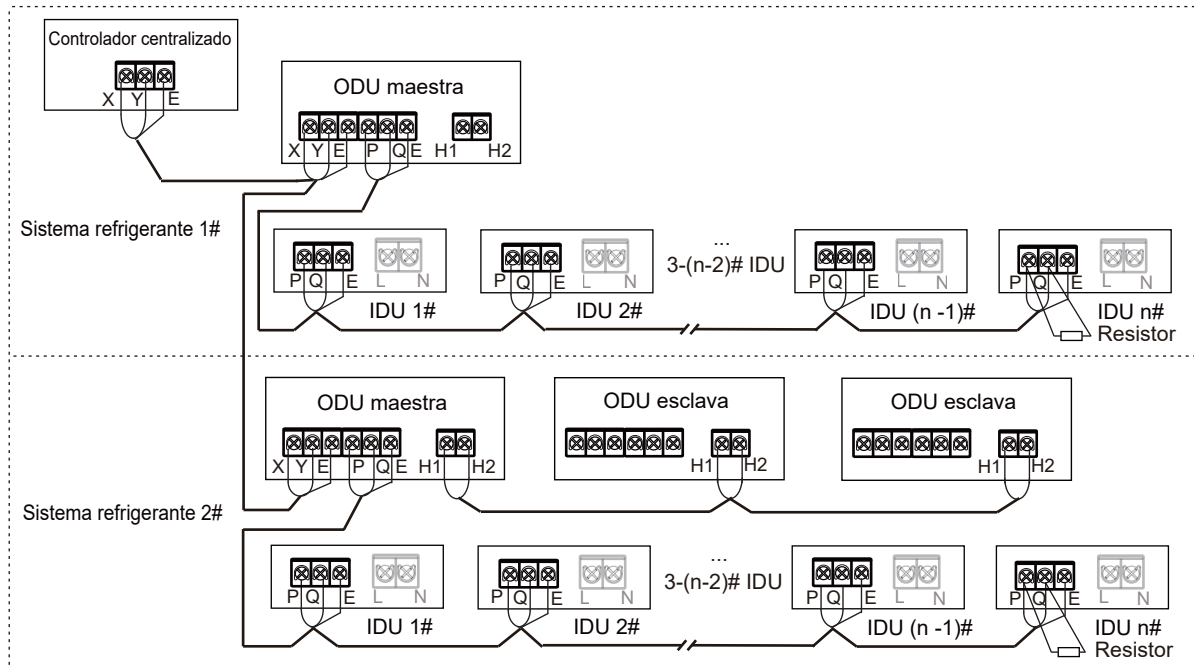 Controlador centralizado
X Y E
ODU maestra
X Y E P Q E H1 H2
Sistema refrigerante 1#
P Q E L N
IDU 1#
P Q E L N
IDU 2#
...
3-(n-2)# IDU
P Q E L N
IDU (n -1)#
P Q E L N
IDU n#
Resistor
ODU maestra
X Y E P Q E H1 H2
ODU esclava
H1 H2
ODU esclava
H1 H2
Sistema refrigerante 2#
P Q E L N
IDU 1#
P Q E L N
IDU 2#
...
3-(n-2)# IDU
P Q E L N
IDU (n -1)#
P Q E L N
IDU n#
Resistor